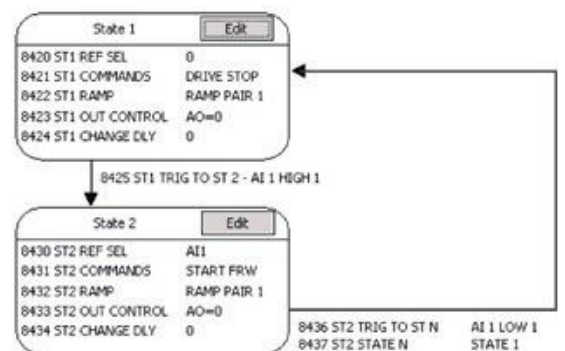 State 1 Edit
8420 ST1 REF SEL 0
8421 ST1 COMMANDS DRIVE STOP
8422 ST1 RAMP RAMP PAIR 1
8423 ST1 OUT CONTROL AO=0
8424 ST1 CHANGE DLY 0
8425 ST1 TRIG TO ST 2 - AI 1 HIGH 1
State 2 Edit
8430 ST2 REF SEL AI1
8431 ST2 COMMANDS START FRW
8432 ST2 RAMP RAMP PAIR 1
8433 ST2 OUT CONTROL AO=0
8434 ST2 CHANGE DLY 0
8436 ST2 TRIG TO ST N AI 1 LOW 1
8437 ST2 STATE N STATE 1